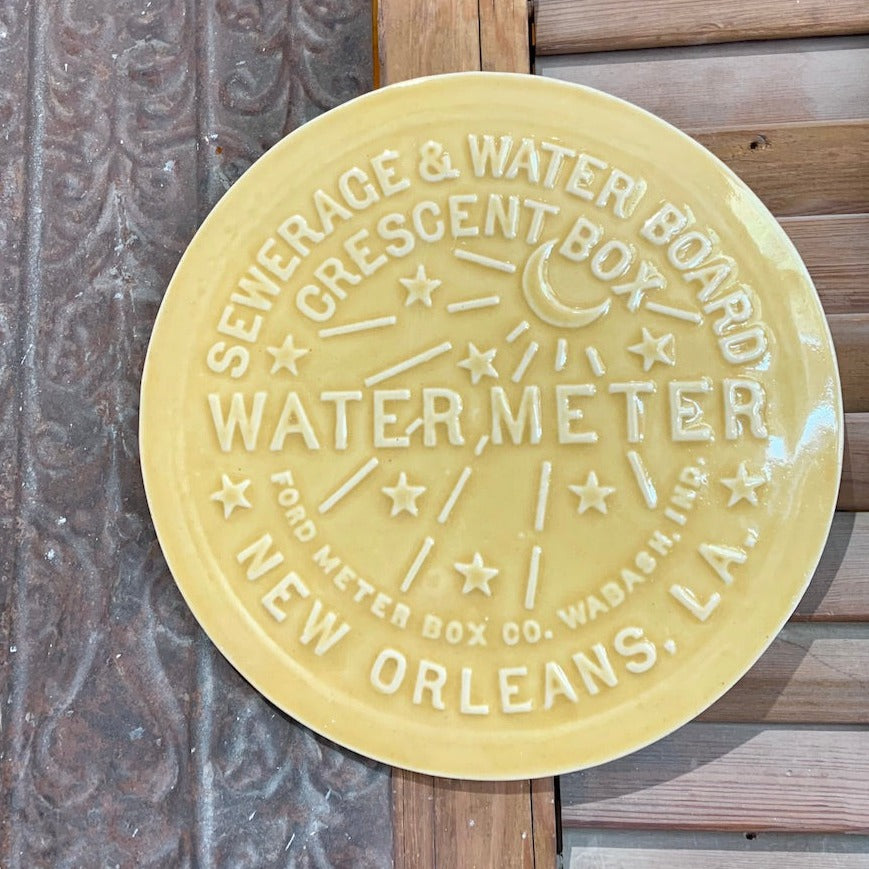 SEWERAGE & WATER BOARD
CRESCENT BOX
WATER METER
FORD METER BOX CO. WABASH, IND.
NEW ORLEANS, LA.